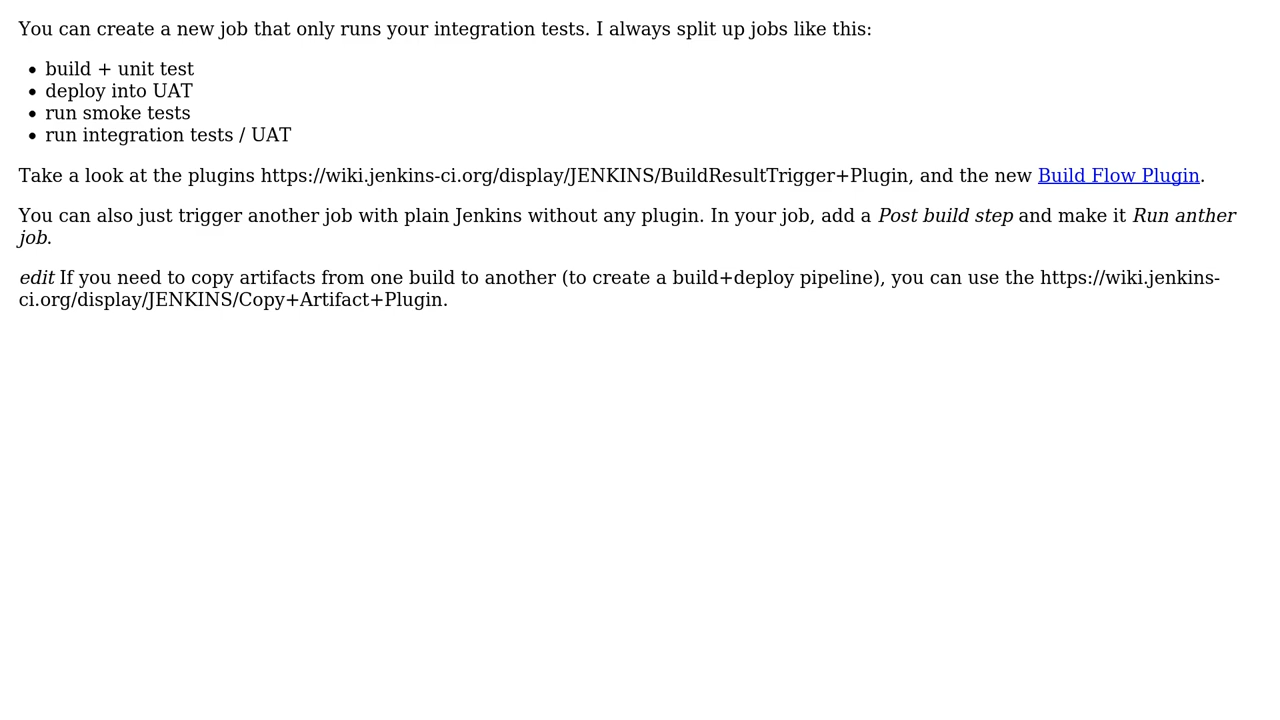 You can create a new job that only runs your integration tests. I always split up jobs like this:
• build + unit test
• deploy into UAT
• run smoke tests
• run integration tests / UAT
Take a look at the plugins https://wiki.jenkins-ci.org/display/JENKINS/BuildResultTrigger+Plugin, and the new Build Flow Plugin.
You can also just trigger another job with plain Jenkins without any plugin. In your job, add a Post build step and make it Run anther
job.
edit If you need to copy artifacts from one build to another (to create a build+deploy pipeline), you can use the https://wiki.jenkins-
ci.org/display/JENKINS/Copy+Artifact+Plugin.